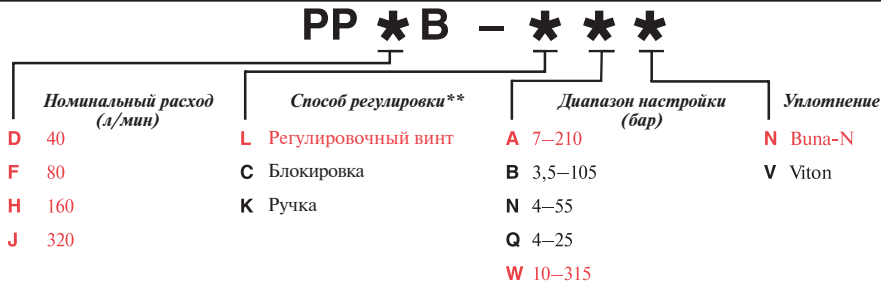 PP * B – * * *
Номинальный расход Способ регулировки** Диапазон настройки Уплотнение
(л/мин) (бар)
D 40 L Регулировочный винт A 7–210 N Buna-N
F 80 C Блокировка B 3,5–105 V Viton
H 160 K Ручка N 4–55
J 320 Q 4–25
W 10–315